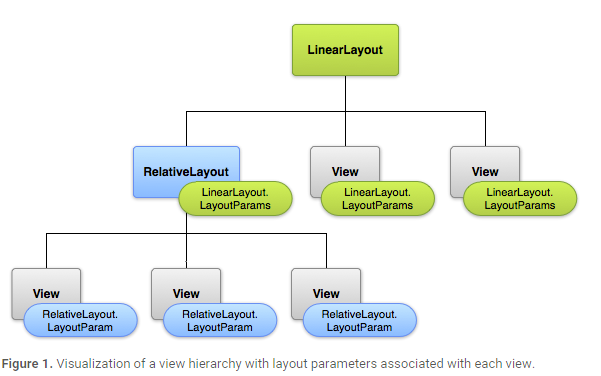 LinearLayout
RelativeLayout
LinearLayout.
LayoutParams
View
LinearLayout.
LayoutParams
View
LinearLayout.
LayoutParams
View
RelativeLayout.
LayoutParam
View
RelativeLayout.
LayoutParam
View
RelativeLayout.
LayoutParam
Figure 1. Visualization of a view hierarchy with layout parameters associated with each view.